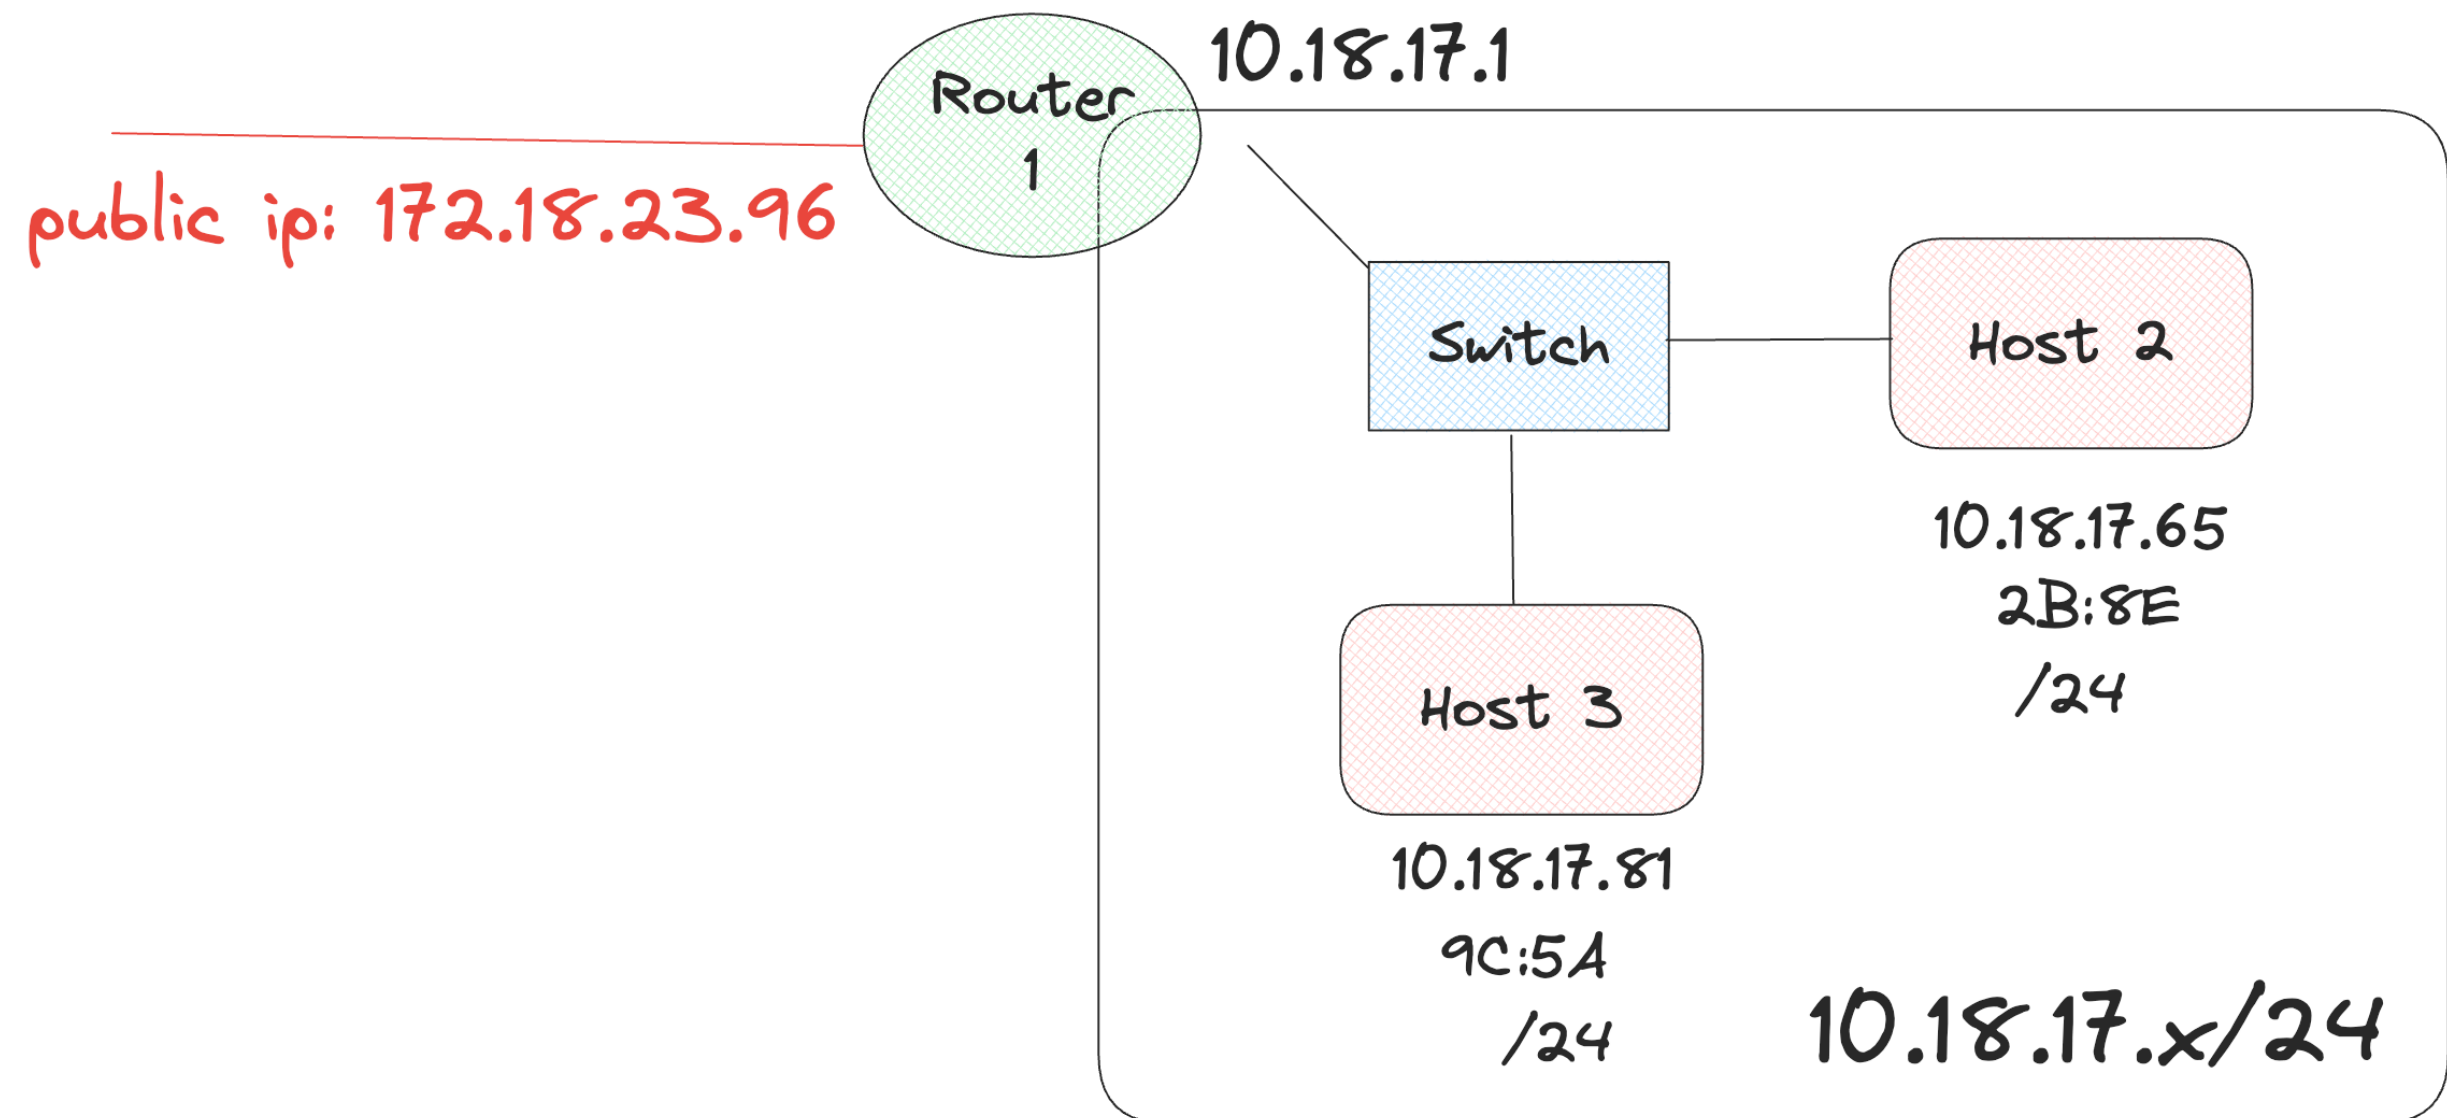 10.18.17.1
Router
1
public ip: 172.18.23.96
Switch
Host 2
10.18.17.65
2B:8E
/24
Host 3
10.18.17.81
9C:5A
/24
10.18.17.x/24